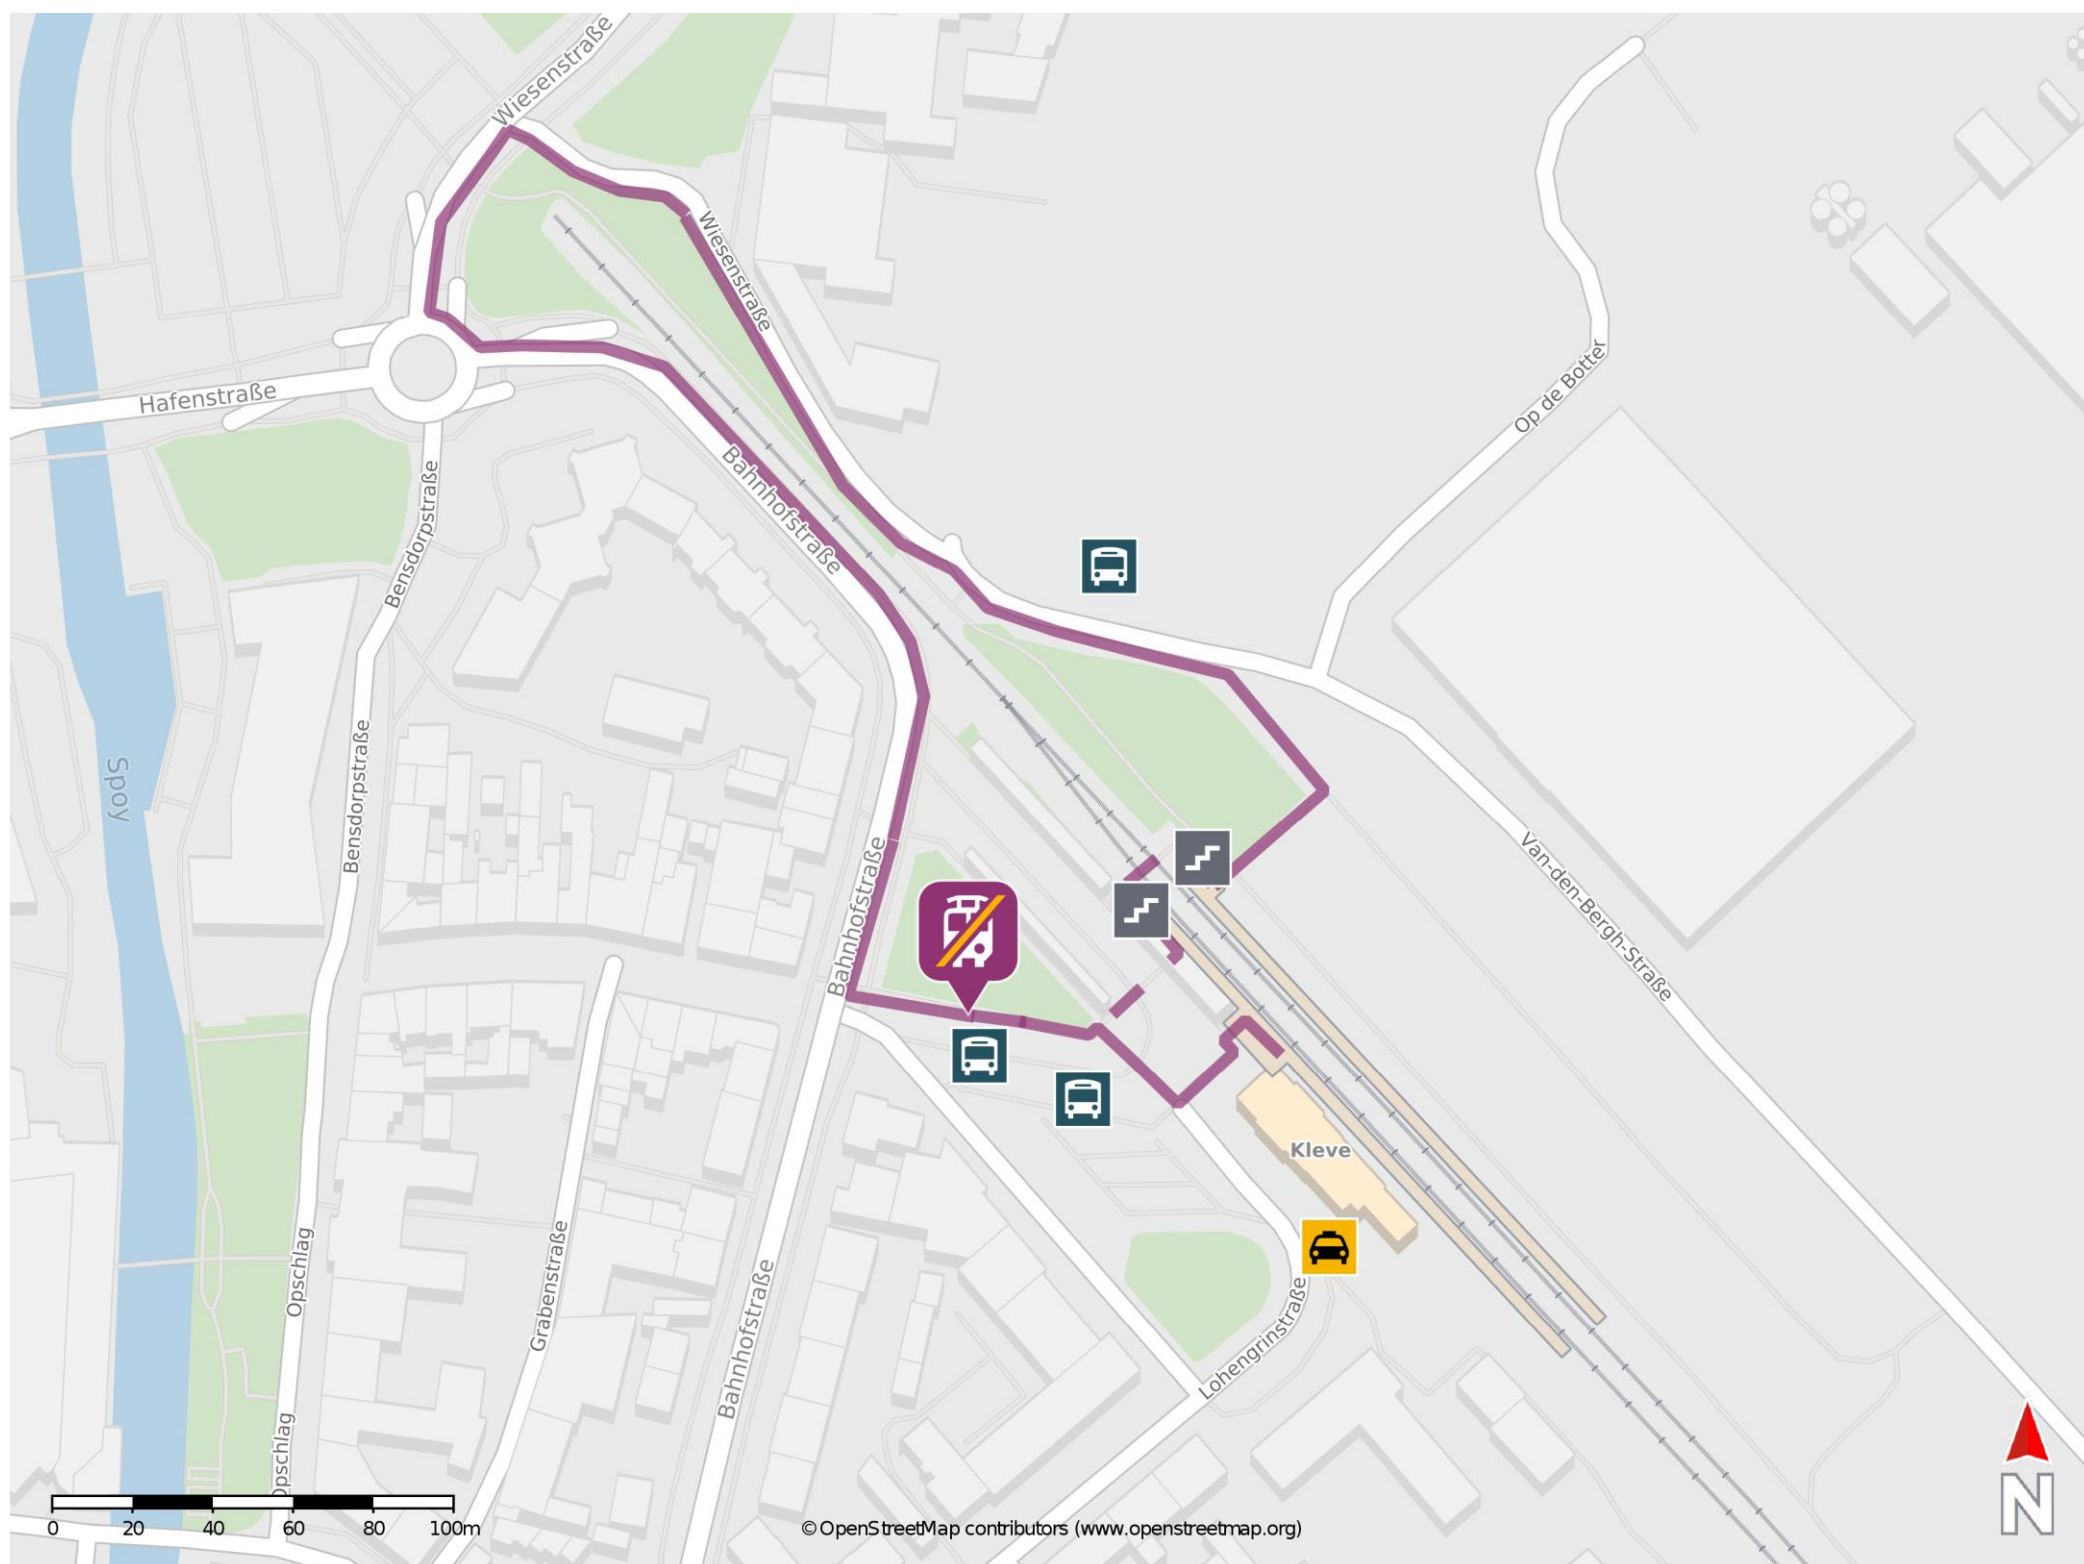 Wiesenstraße
Wiesenstraße
Hafenstraße
Op de Botter
Bahnhofstraße
Bensdorpstraße
Spoy
Bensdorpstraße
Van-den-Bergh-Straße
Bahnhofstraße
Kleve
Opschlag
Grabenstraße
Bahnhofstraße
Lohengrinstraße
Opschlag
N
0 20 40 60 80 100m
© OpenStreetMap contributors (www.openstreetmap.org)